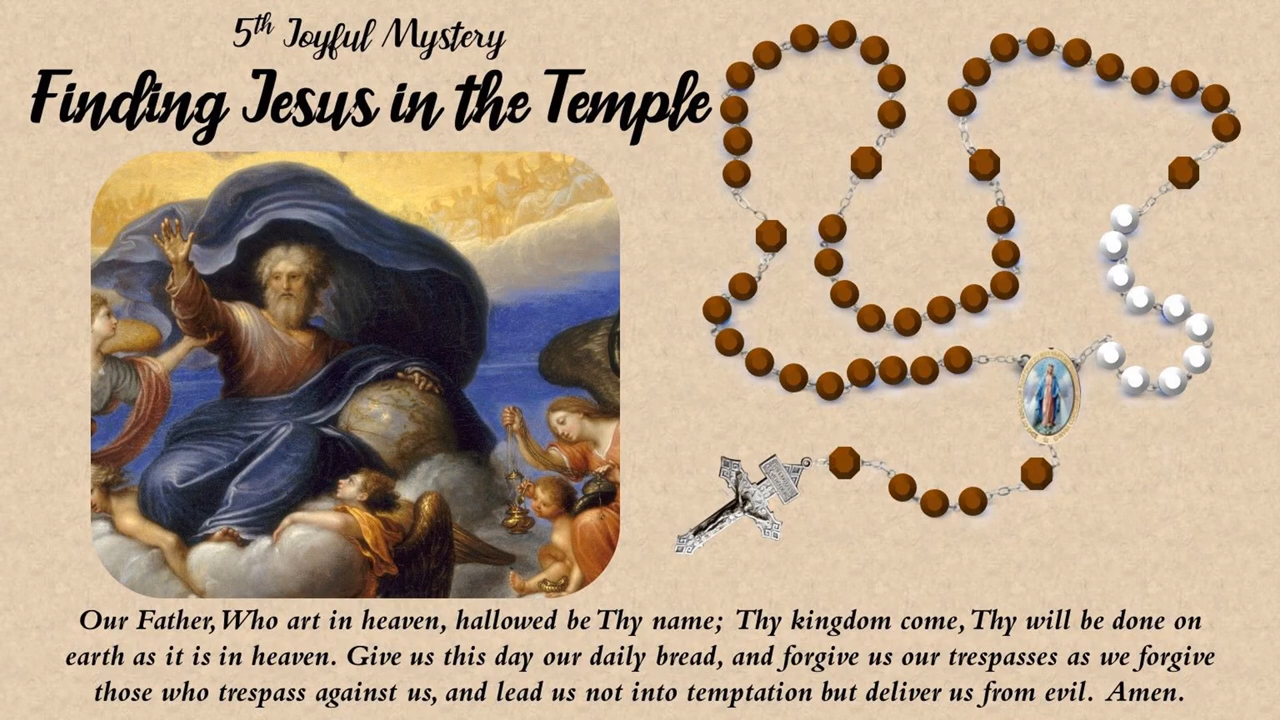 5th Joyful Mystery
Finding Jesus in the Temple
Our Father, Who art in heaven, hallowed be Thy name; Thy kingdom come, Thy will be done on
earth as it is in heaven. Give us this day our daily bread, and forgive us our trespasses as we forgive
those who trespass against us, and lead us not into temptation but deliver us from evil. Amen.